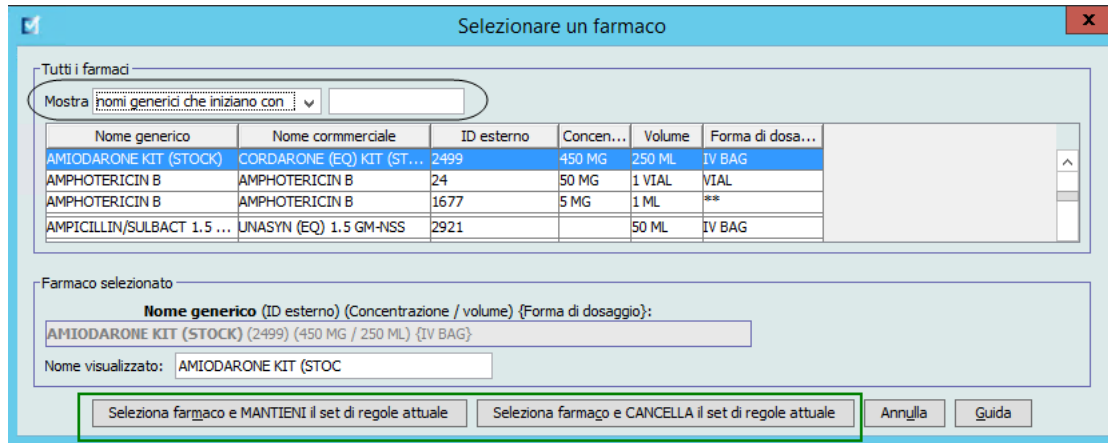 Selezionare un farmaco
x
Tutti i farmaci
Mostra nomi generici che iniziano con
Nome generico Nome cormmerciale ID esterno Concen... Volume Forma di dosa...
AMIODARONE KIT (STOCK) CORDARONE (EQ) KIT (ST... 2499 450 MG 250 ML IV BAG
AMPHOTERICIN B AMPHOTERICIN B 24 50 MG 1 VIAL VIAL
AMPHOTERICIN B AMPHOTERICIN B 1677 5 MG 1 ML **
AMPICILLIN/SULBACT 1.5 ... UNASYN (EQ) 1.5 GM-NSS 2921 50 ML IV BAG
Farmaco selezionato
Nome generico (ID esterno) (Concentrazione / volume) {Forma di dosaggio}:
AMIODARONE KIT (STOCK) (2499) (450 MG / 250 ML) {IV BAG}
Nome visualizzato: AMIODARONE KIT (STOC
Seleziona farmaco e MANTIENI il set di regole attuale Seleziona farmaco e CANCELLA il set di regole attuale Annulla Guida